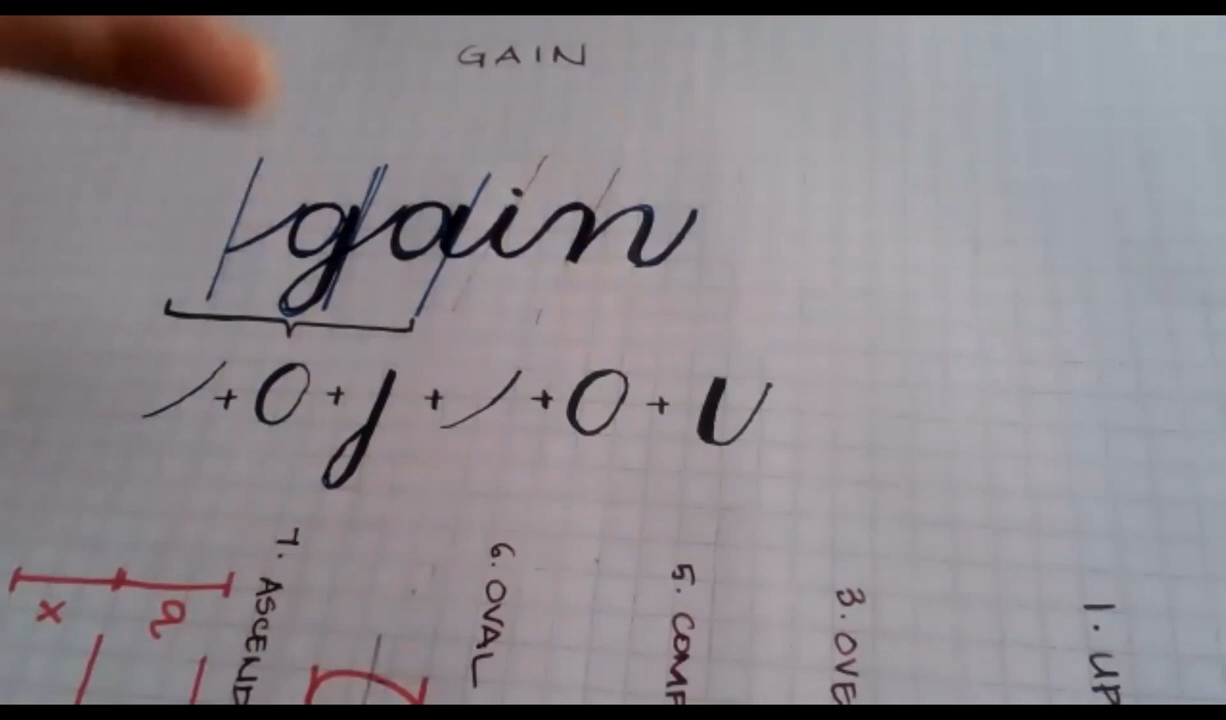 GAIN
gain
/ + O + J + / + O + U
7. ASCEND
6. OVAL
5. COMP
3. OVE
1. UP
x
a